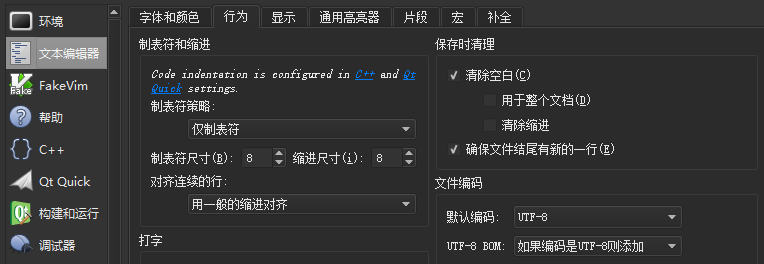 环境
文本编辑器
FakeVim
帮助
C++
Qt Quick
构建和运行
调试器
字体和颜色 行为 显示 通用高亮器 片段 宏 补全
制表符和缩进
Code indentation is configured in C++ and Qt
Quick settings.
制表符策略:
仅制表符
制表符尺寸(B): 8 缩进尺寸(i): 8
对齐连续的行:
用一般的缩进对齐
打字
保存时清理
清除空白(C)
用于整个文档(D)
清除缩进
确保文件结尾有新的一行(E)
文件编码
默认编码: UTF-8
UTF-8 BOM: 如果编码是UTF-8则添加